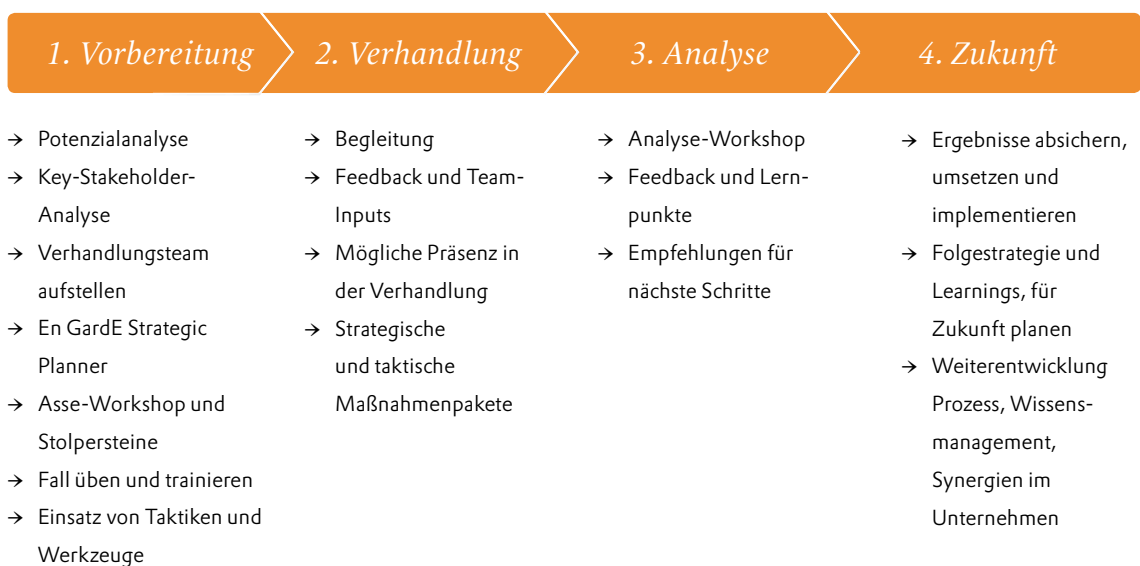 1. Vorbereitung
2. Verhandlung
3. Analyse
4. Zukunft
→ Potenzialanalyse
→ Key-Stakeholder-
Analyse
→ Verhandlungsteam
aufstellen
→ En GardE Strategic
Planner
→ Asse-Workshop und
Stolpersteine
→ Fall üben und trainieren
→ Einsatz von Taktiken und
Werkzeuge
→ Begleitung
→ Feedback und Team-
Inputs
→ Mögliche Präsenz in
der Verhandlung
→ Strategische
und taktische
Maßnahmenpakete
→ Analyse-Workshop
→ Feedback und Lern-
punkte
→ Empfehlungen für
nächste Schritte
→ Ergebnisse absichern,
umsetzen und
implementieren
→ Folgestrategie und
Learnings, für
Zukunft planen
→ Weiterentwicklung
Prozess, Wissens-
management,
Synergien im
Unternehmen